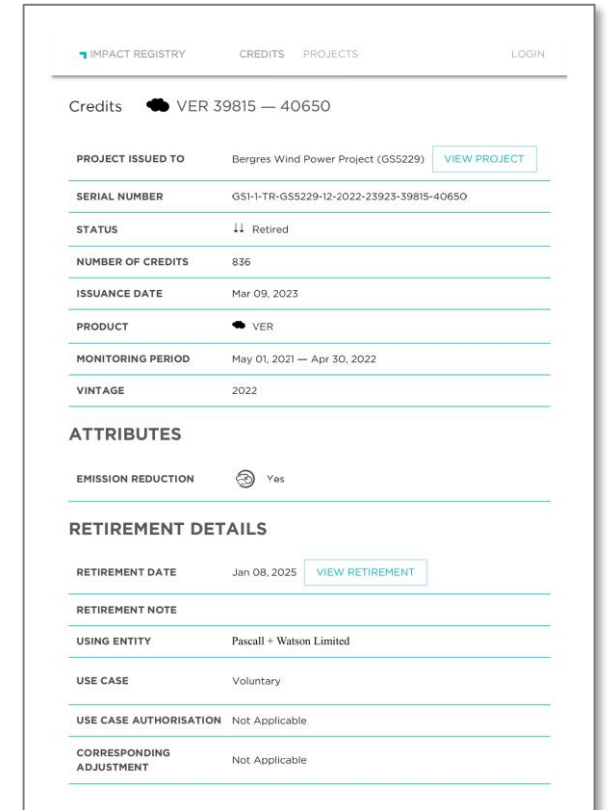 IMPACT REGISTRY CREDITS PROJECTS LOGIN
Credits VER 39815 — 40650
PROJECT ISSUED TO Bergres Wind Power Project (GS5229) VIEW PROJECT
SERIAL NUMBER GS1-1-TR-GS5229-12-2022-23923-39815-40650
STATUS Retired
NUMBER OF CREDITS 836
ISSUANCE DATE Mar 09, 2023
PRODUCT VER
MONITORING PERIOD May 01, 2021 — Apr 30, 2022
VINTAGE 2022
ATTRIBUTES
EMISSION REDUCTION Yes
RETIREMENT DETAILS
RETIREMENT DATE Jan 08, 2025 VIEW RETIREMENT
RETIREMENT NOTE
USING ENTITY Pascall + Watson Limited
USE CASE Voluntary
USE CASE AUTHORISATION Not Applicable
CORRESPONDING
ADJUSTMENT Not Applicable